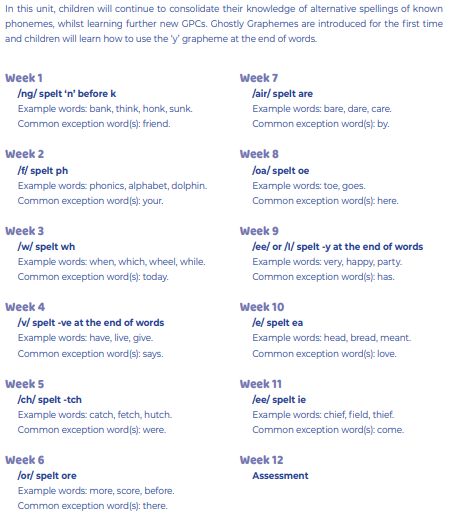 In this unit, children will continue to consolidate their knowledge of alternative spellings of known
phonemes, whilst learning further new GPCs. Ghostly Graphemes are introduced for the first time
and children will learn how to use the ‘y’ grapheme at the end of words.
Week 1
/ng/ spelt ‘n’ before k
Example words: bank, think, honk, sunk.
Common exception word(s): friend.
Week 2
/f/ spelt ph
Example words: phonics, alphabet, dolphin.
Common exception word(s): your.
Week 3
/w/ spelt wh
Example words: when, which, wheel, while.
Common exception word(s): today.
Week 4
/v/ spelt -ve at the end of words
Example words: have, live, give.
Common exception word(s): says.
Week 5
/ch/ spelt -tch
Example words: catch, fetch, hutch.
Common exception word(s): were.
Week 6
/or/ spelt ore
Example words: more, score, before.
Common exception word(s): there.
Week 7
/air/ spelt are
Example words: bare, dare, care.
Common exception word(s): by.
Week 8
/oa/ spelt oe
Example words: toe, goes.
Common exception word(s): here.
Week 9
/ee/ or /I/ spelt -y at the end of words
Example words: very, happy, party.
Common exception word(s): has.
Week 10
/e/ spelt ea
Example words: head, bread, meant.
Common exception word(s): love.
Week 11
/ee/ spelt ie
Example words: chief, field, thief.
Common exception word(s): come.
Week 12
Assessment